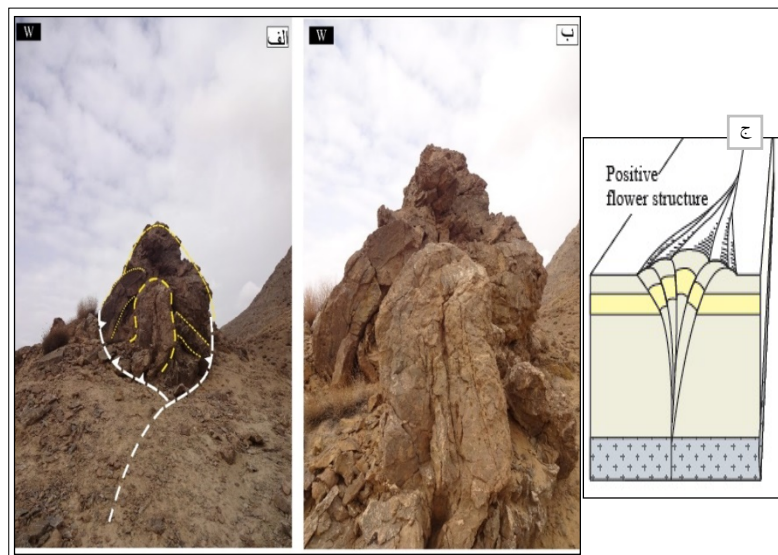 W
الف
W
ب
ج
Positive
flower structure